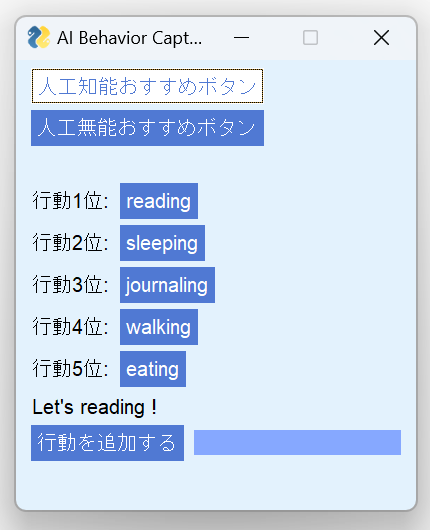 AI Behavior Capt...
人工知能おすすめボタン
人工無能おすすめボタン
行動1位: reading
行動2位: sleeping
行動3位: journaling
行動4位: walking
行動5位: eating
Let's reading !
行動を追加する